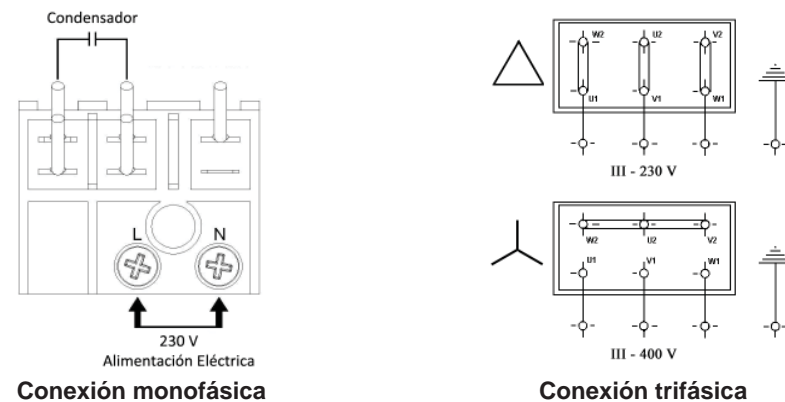 Condensador
L N
230 V
Alimentación Eléctrica
Conexión monofásica
W2 U2 V2
U1 V1 W1
III - 230 V
W2 U2 V2
U1 V1 W1
III - 400 V
Conexión trifásica